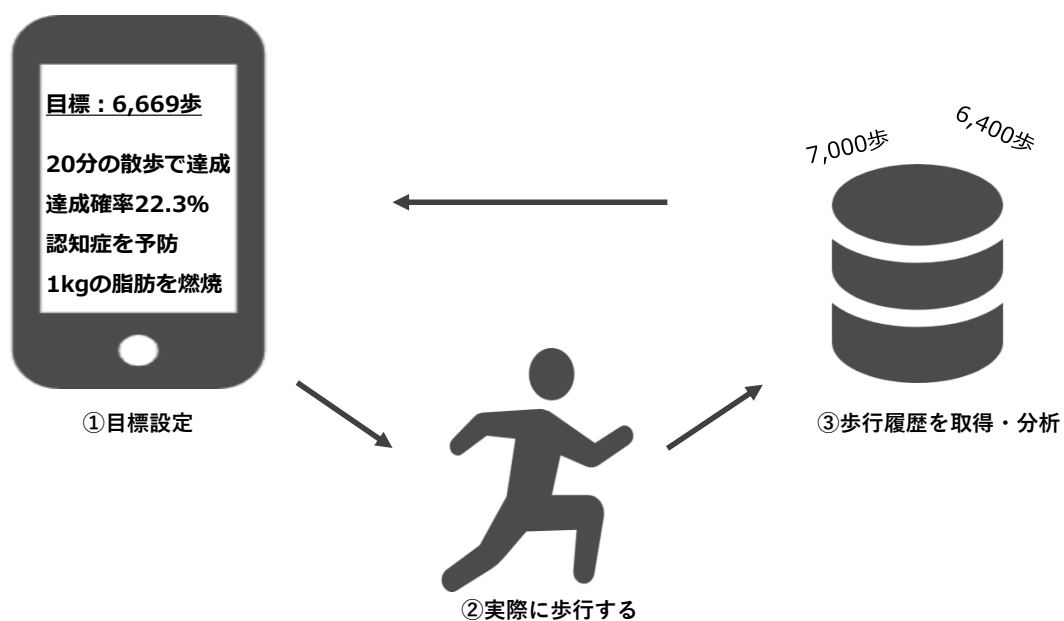 目標：6,669歩
20分の散歩で達成
達成確率22.3%
認知症を予防
1kgの脂肪を燃焼
①目標設定
②実際に歩行する
7,000歩
6,400歩
③歩行履歴を取得・分析